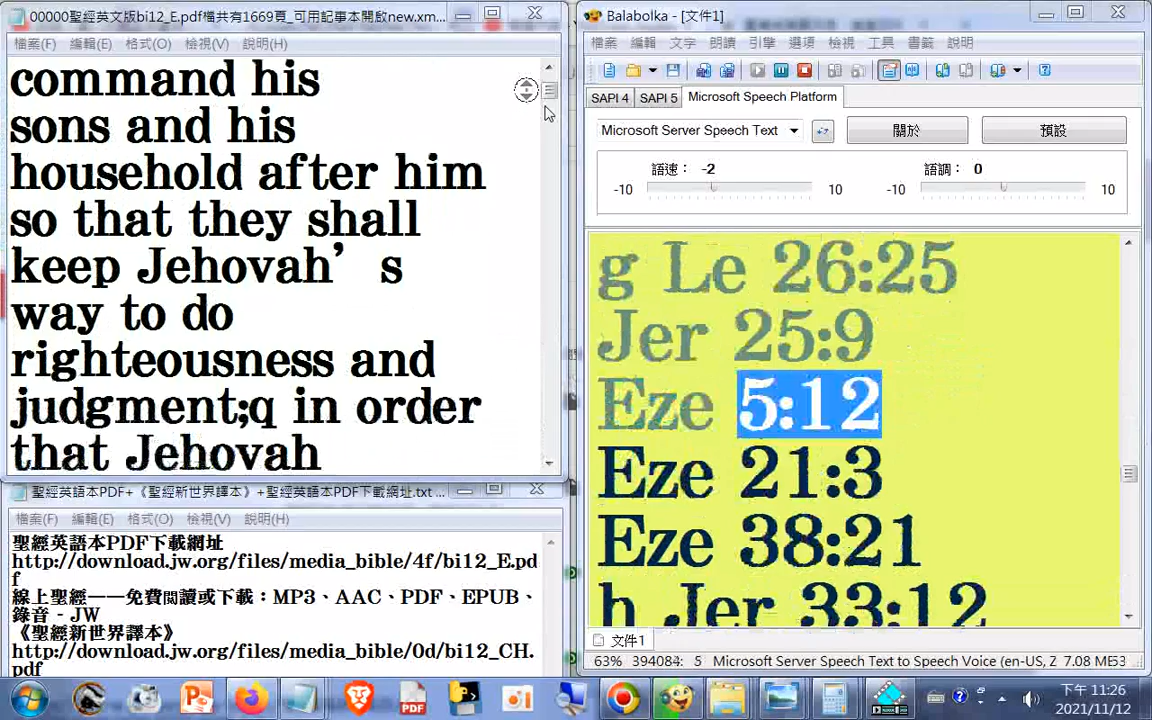 00000聖經英文版bi12_E.pdf檔共有1669頁_可用記事本開啟new.xm...
檔案(F) 編輯(E) 格式(O) 檢視(V) 說明(H)
command his
sons and his
household after him
so that they shall
keep Jehovah’s
way to do
righteousness and
judgment;q in order
that Jehovah
聖經英語本PDF+《聖經新世界譯本》+聖經英語本PDF下載網址.txt ...
檔案(F) 編輯(E) 格式(O) 檢視(V) 說明(H)
聖經英語本PDF下載網址
http://download.jw.org/files/media_bible/4f/bi12_E.pd
f
線上聖經——免費閱讀或下載：MP3、AAC、PDF、EPUB、
錄音 - JW
《聖經新世界譯本》
http://download.jw.org/files/media_bible/0d/bi12_CH.
pdf
Balabolka - [文件1]
檔案 編輯 文字 朗讀 引擎 選項 檢視 工具 書籤 說明
SAPI 4 SAPI 5 Microsoft Speech Platform
Microsoft Server Speech Text 關於 預設
語速： -2 語調： 0
-10 10 -10 10
g Le 26:25
Jer 25:9
Eze 5:12
Eze 21:3
Eze 38:21
h Jer 33:12
文件1
63% 394084: 5 Microsoft Server Speech Text to Speech Voice (en-US, Z 7.08 ME53
PDF
下午 11:26
2021/11/12